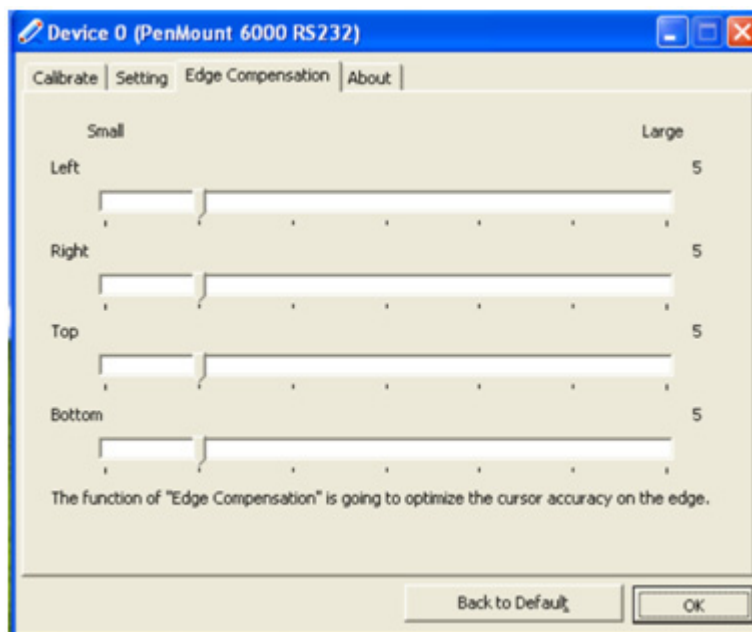 Device 0 (PenMount 6000 RS232)
Calibrate Setting Edge Compensation About
Small Large
Left 5
Right 5
Top 5
Bottom 5
The function of "Edge Compensation" is going to optimize the cursor accuracy on the edge.
Back to Default OK